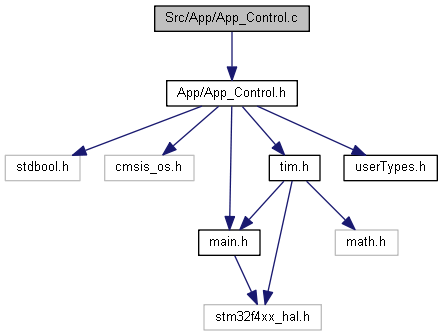 Src/App/App_Control.c
App/App_Control.h
stdbool.h
cmsis_os.h
tim.h
userTypes.h
main.h
math.h
stm32f4xx_hal.h